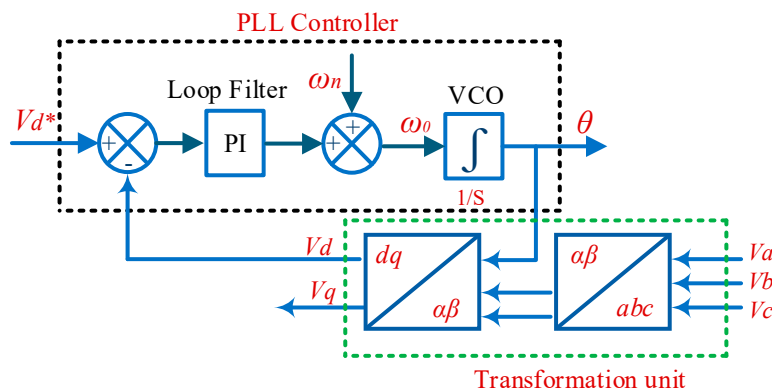 PLL Controller
Loop Filter
ωn
VCO
Vd*
+
-
PI
+
+
ω0
∫
θ
1/S
Vd
Vq
dq
αβ
αβ
abc
Va
Vb
Vc
Transformation unit